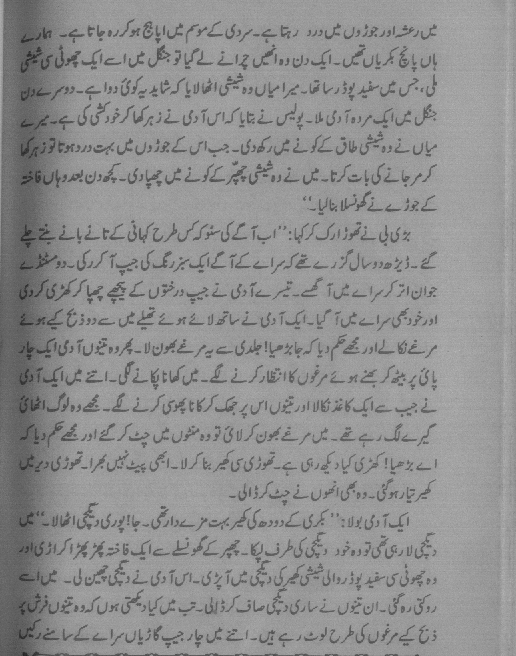 میں رعشہ اور جوڑوں میں درد رہتا ہے۔ سردی کے موسم میں اپاہج ہو کر رہ جاتا ہے۔ ہمارے
ہاں پانچ بکریاں تھیں۔ ایک دن وہ انھیں چرانے لے گیا تو جنگل میں اسے ایک چھوٹی سی شیشی
ملی، جس میں سفید پوڈر سا تھا۔ میرا میاں وہ شیشی اٹھا لایا کہ شاید یہ کوئی دوا ہے۔ دوسرے دن
جنگل میں ایک مردہ آدمی ملا۔ پولیس نے بتایا کہ اس آدمی نے زہر کھا کر خودکشی کی ہے۔ میرے
میاں نے وہ شیشی طاق کے کونے میں رکھ دی۔ جب اس کے جوڑوں میں بہت درد ہوتا تو زہر کھا
کر مر جانے کی بات کرتا۔ میں نے وہ شیشی چھپّر کے کونے میں چھپا دی۔ کچھ دن بعد وہاں فاختہ
کے جوڑے نے گھونسلا بنا لیا۔‘‘
بڑی بی نے تھوڑا رک کر کہا: ’’اب آگے کی سنو کہ کس طرح کہانی کے تانے بانے بنتے چلے
گئے۔ ڈیڑھ دو سال گزرے تھے کہ سراے کے آگے ایک سبز رنگ کی جیپ آ کر رکی۔ دو مسٹنڈے
جوان اتر کر سراے میں آ گھسے۔ تیسرے آدمی نے جیپ درختوں کے پیچھے چھپا کر کھڑی کر دی
اور خود بھی سراے میں آ گیا۔ ایک آدمی نے ساتھ لائے ہوئے تھیلے میں سے دو ذبح کیے ہوئے
مرغے نکالے اور مجھے حکم دیا کہ جا بڑھیا! جلدی سے یہ مرغے بھون لا۔ پھر وہ تینوں آدمی ایک چار
پائی پر بیٹھ کر بھنے ہوئے مرغوں کا انتظار کرنے لگے۔ میں کھانا پکانے لگی۔ اتنے میں ایک آدمی
نے جیب سے ایک کاغذ نکالا اور تینوں اس پر جھک کر کانا پھوسی کرنے لگے۔ مجھے وہ لوگ اٹھائی
گیرے لگ رہے تھے۔ میں مرغے بھون کر لائی تو وہ منٹوں میں چٹ کر گئے اور مجھے حکم دیا کہ
اے بڑھیا! کھڑی کیا دیکھ رہی ہے۔ تھوڑی سی کھیر بنا کر لا۔ ابھی پیٹ نہیں بھرا۔ تھوڑی دیر میں
کھیر تیار ہو گئی۔ وہ بھی انھوں نے چٹ کر ڈالی۔
ایک آدمی بولا: ’’بکری کے دودھ کی کھیر بہت مزے دار تھی۔ جا! پوری دیگچی اٹھا لا۔‘‘ میں
دیگچی لا رہی تھی تو وہ خود دیگچی کی طرف لپکا۔ چھپر کے گھونسلے سے ایک فاختہ پھڑ پھڑا کر اڑی اور
وہ چھوٹی سی سفید پوڈر والی شیشی کھیر کی دیگچی میں آ پڑی۔ اس آدمی نے دیگچی چھین لی۔ میں اسے
روکتی رہ گئی۔ ان تینوں نے ساری دیگچی صاف کر ڈالی۔ تب میں کیا دیکھتی ہوں کہ وہ تینوں فرش پر
ذبح کیے مرغوں کی طرح لوٹ رہے ہیں۔ اتنے میں چار جیپ گاڑیاں سراے کے سامنے رکیں